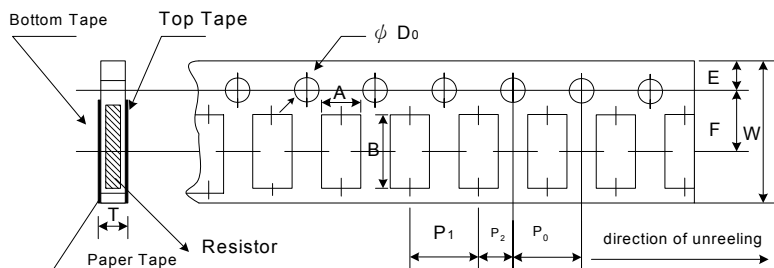 Bottom Tape
Top Tape
ψ D0
E
A
F
W
B
T
P1
P2
P0
Resistor
direction of unreeling
Paper Tape